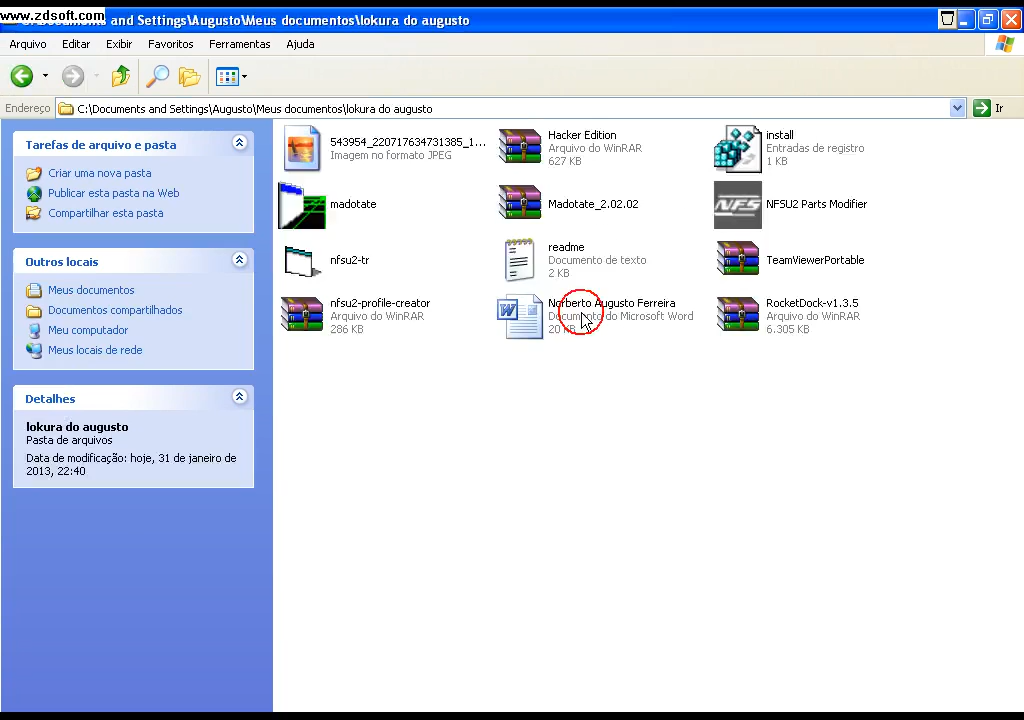 www.zdsoft.com and Settings\Augusto\Meus documentos\lokura do augusto
Arquivo Editar Exibir Favoritos Ferramentas Ajuda
Endereço C:\Documents and Settings\Augusto\Meus documentos\lokura do augusto Ir
Tarefas de arquivo e pasta
Criar uma nova pasta
Publicar esta pasta na Web
Compartilhar esta pasta
Outros locais
Meus documentos
Documentos compartilhados
Meu computador
Meus locais de rede
Detalhes
lokura do augusto
Pasta de arquivos
Data de modificação: hoje, 31 de janeiro de
2013, 22:40
543954_220717634731385_1...
Imagem no formato JPEG
Hacker Edition
Arquivo do WinRAR
627 KB
install
Entradas de registro
1 KB
madotate
Madotate_2.02.02
NFS
NFSU2 Parts Modifier
nfsu2-tr
readme
Documento de texto
2 KB
TeamViewerPortable
nfsu2-profile-creator
Arquivo do WinRAR
286 KB
Norberto Augusto Ferreira
Documento do Microsoft Word
20 KB
RocketDock-v1.3.5
Arquivo do WinRAR
6.305 KB